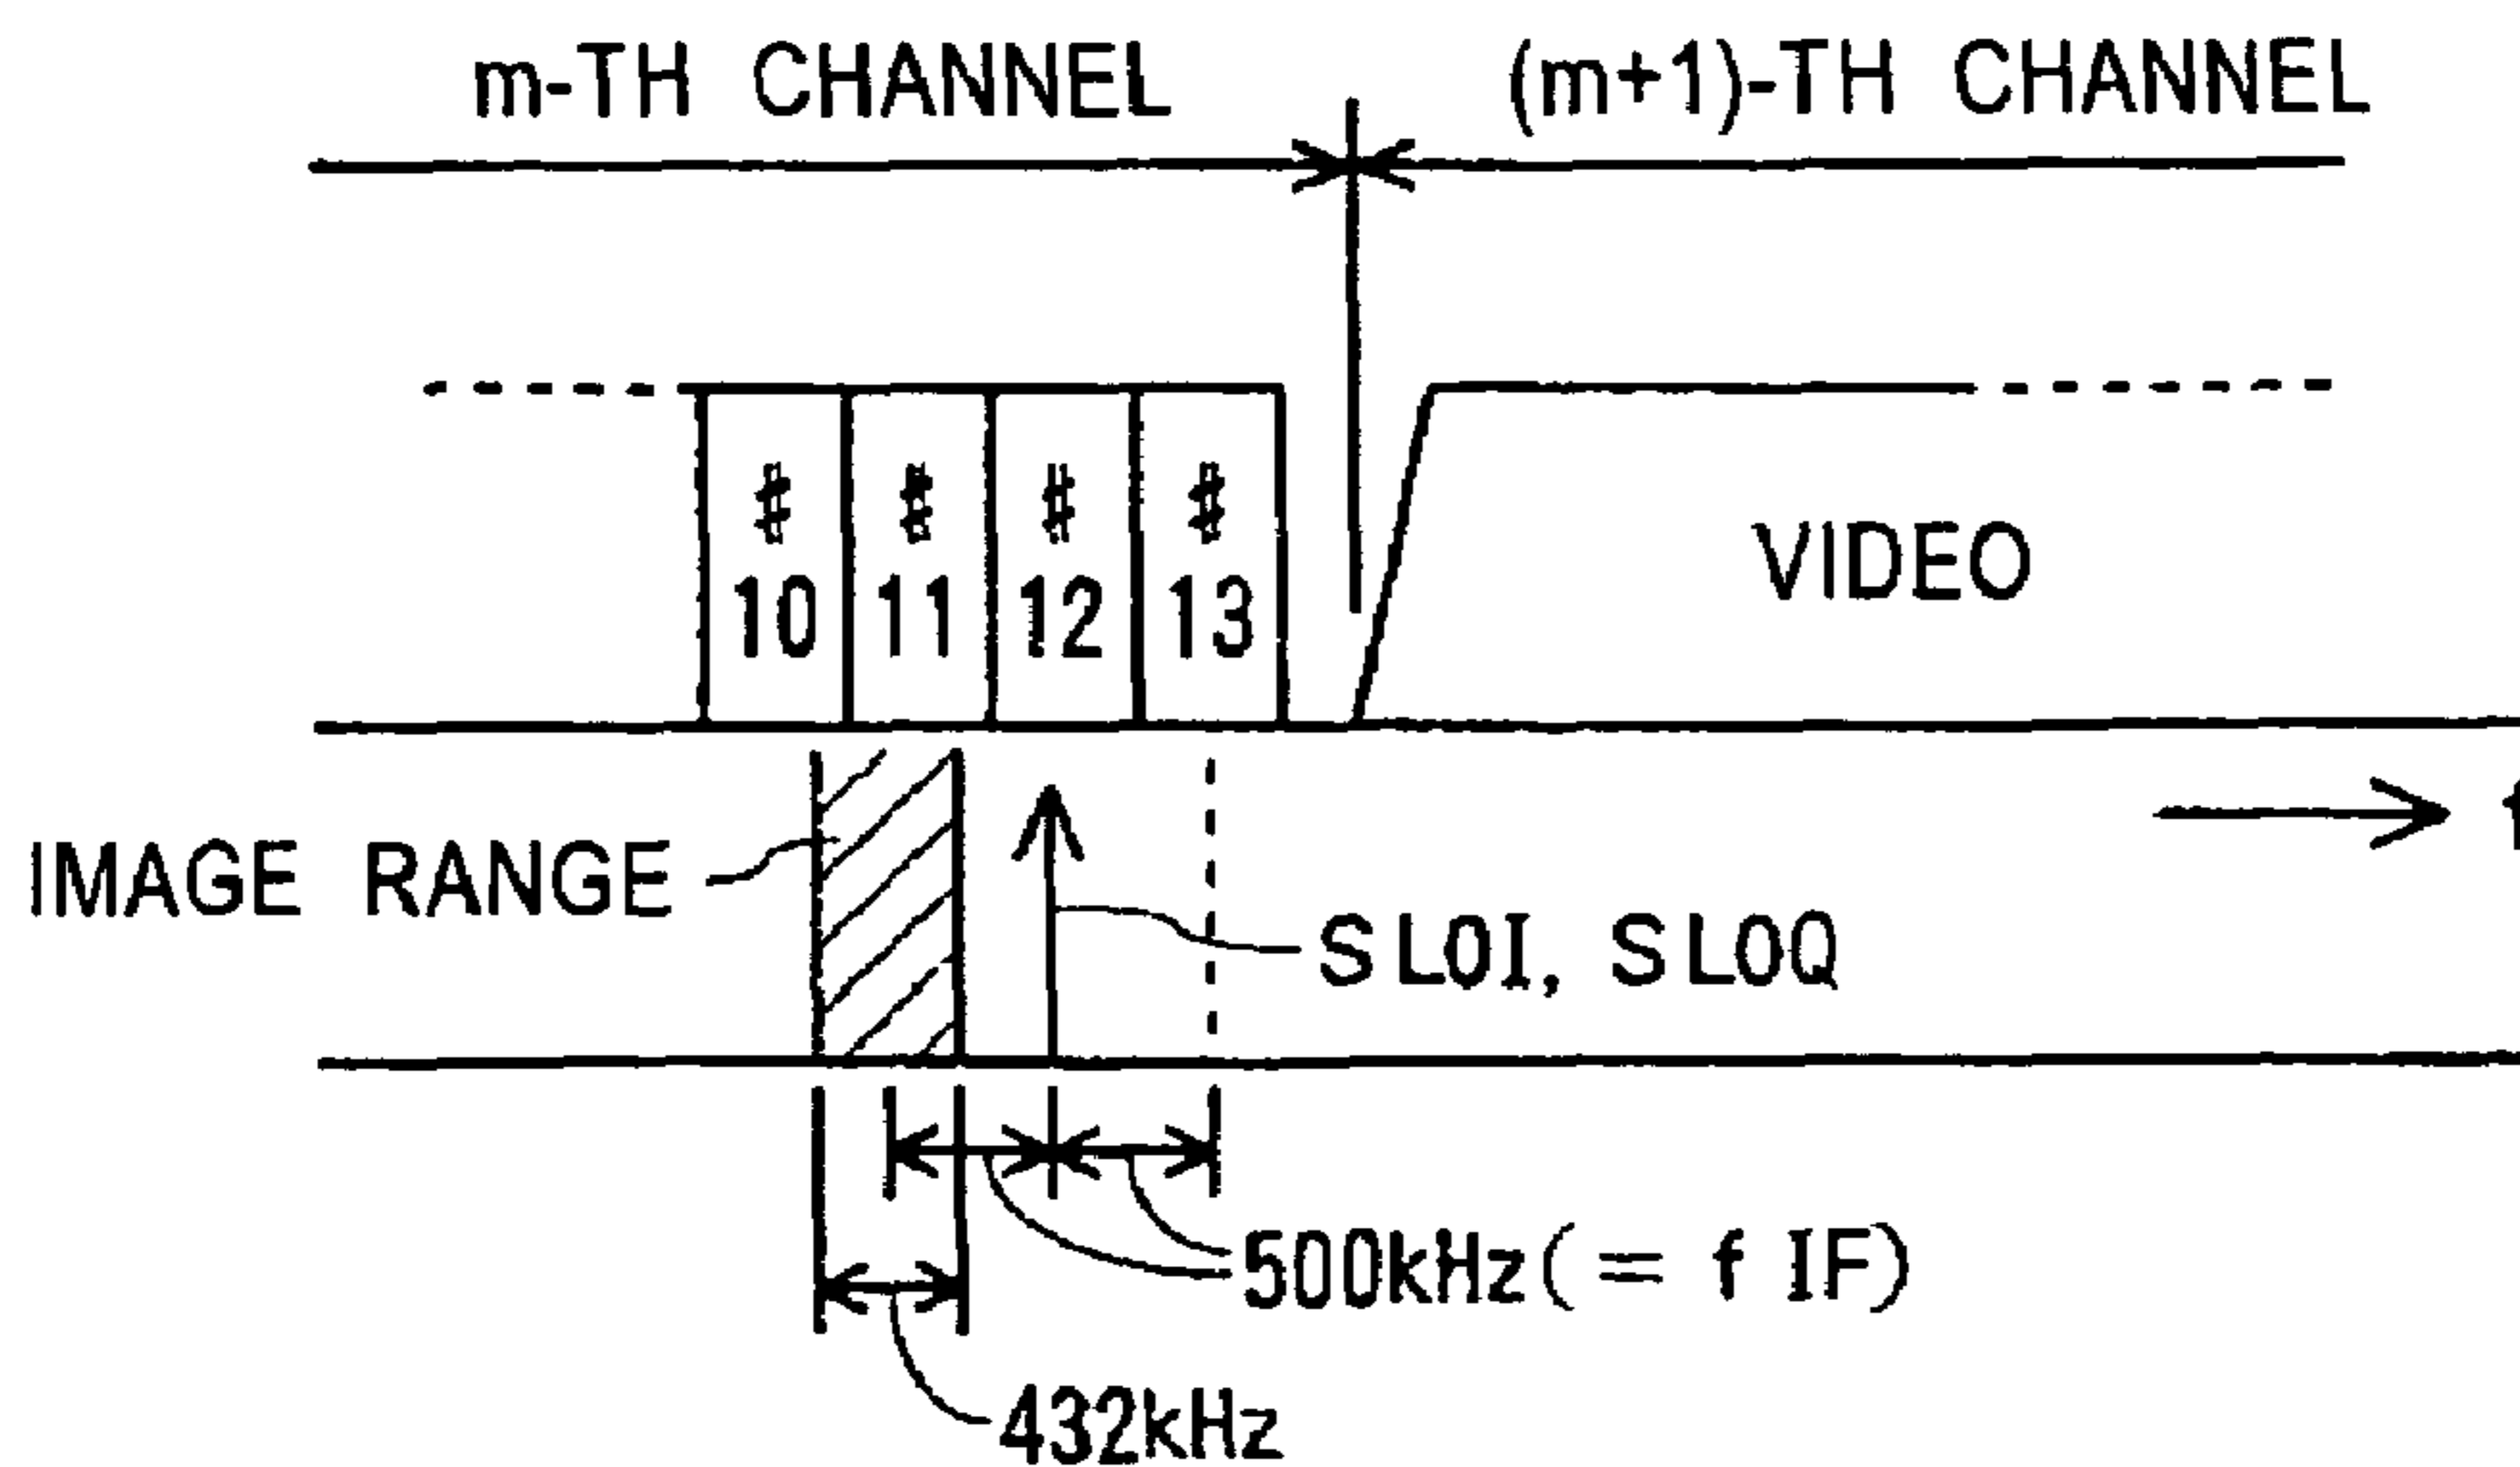 m-TH CHANNEL (m+1)-TH CHANNEL
# # # #
10 11 12 13
VIDEO
IMAGE RANGE
SLOI, SLOQ
500kHz(= f IF)
432kHz